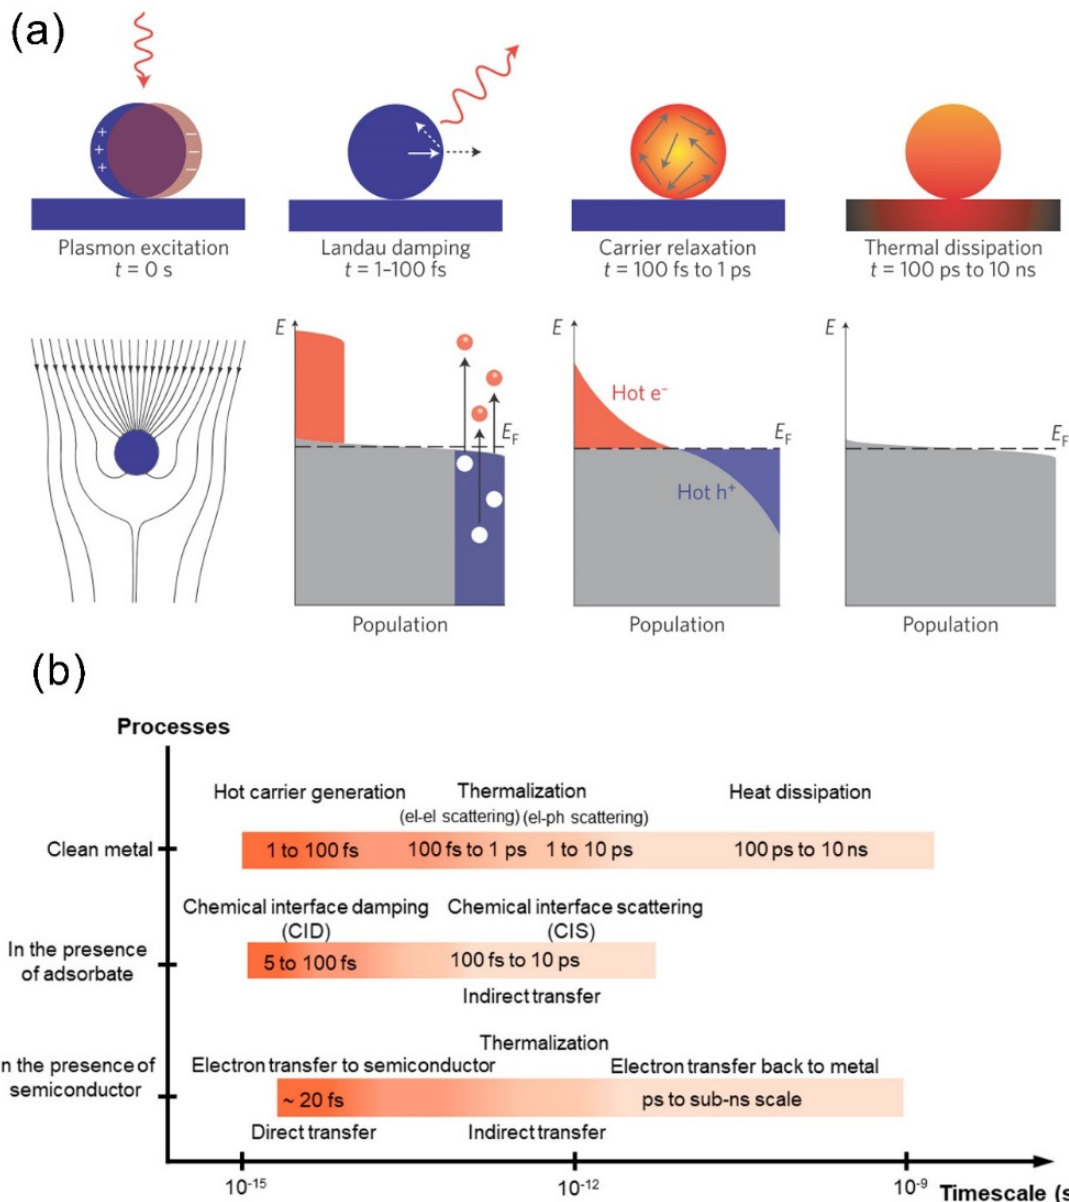 (a)
+ + +
− − −
Plasmon excitation
t = 0 s
Landau damping
t = 1–100 fs
Carrier relaxation
t = 100 fs to 1 ps
Thermal dissipation
t = 100 ps to 10 ns
E
E_F
Population
E
Hot e⁻
E_F
Hot h⁺
Population
E
E_F
Population
(b)
Processes
Hot carrier generation
Thermalization
Heat dissipation
(el-el scattering) (el-ph scattering)
Clean metal
1 to 100 fs
100 fs to 1 ps
1 to 10 ps
100 ps to 10 ns
Chemical interface damping
(CID)
Chemical interface scattering
(CIS)
In the presence
of adsorbate
5 to 100 fs
100 fs to 10 ps
Indirect transfer
Thermalization
n the presence of
semiconductor
Electron transfer to semiconductor
Electron transfer back to metal
~ 20 fs
ps to sub-ns scale
Direct transfer
Indirect transfer
10⁻¹⁵
10⁻¹²
10⁻⁹
Timescale (s